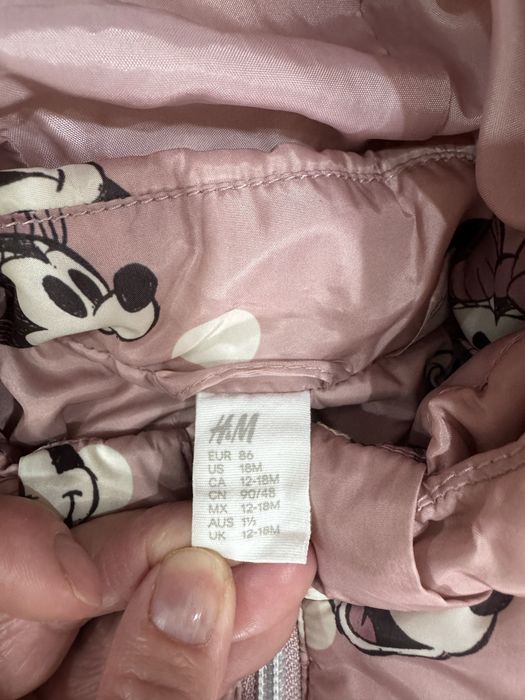 H&M
EUR 86
US 18M
CA 12-18M
CN 90/48
MX 12-18M
AUS 1½
UK 12-18M